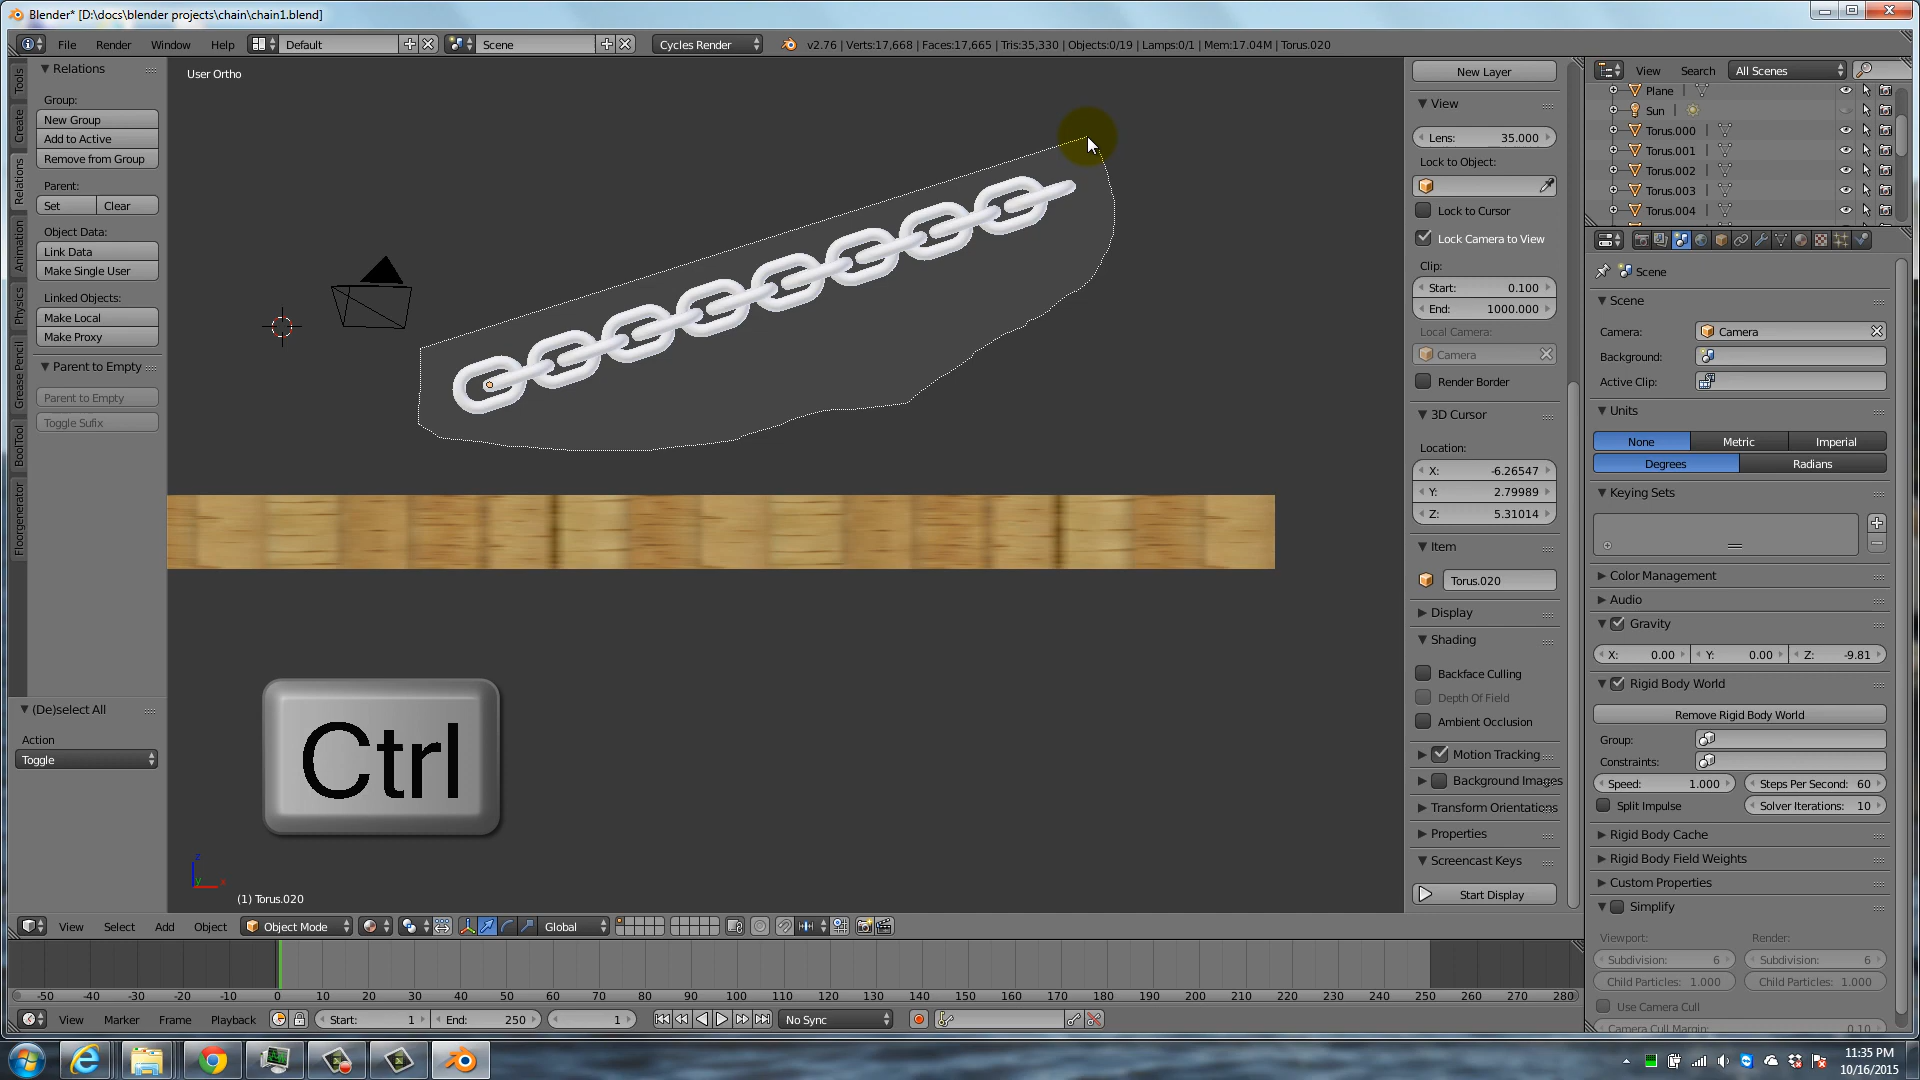 Blender* [D:\docs\blender projects\chain\chain1.blend]
File Render Window Help Default Scene Cycles Render v2.76 | Verts:17,668 | Faces:17,665 | Tris:35,330 | Objects:0/19 | Lamps:0/1 | Mem:17.04M | Torus.020
Tools
Create
Relations
Animation
Physics
Grease Pencil
BoolTool
Floorgenerator
Relations
Group:
New Group
Add to Active
Remove from Group
Parent:
Set Clear
Object Data:
Link Data
Make Single User
Linked Objects:
Make Local
Make Proxy
Parent to Empty
Parent to Empty
Toggle Sufix
(De)select All
Action
Toggle
User Ortho
Ctrl
z
y
x
(1) Torus.020
New Layer
View
Lens: 35.000
Lock to Object:
Lock to Cursor
Lock Camera to View
Clip:
Start: 0.100
End: 1000.000
Local Camera:
Camera
Render Border
3D Cursor
Location:
X: -6.26547
Y: 2.79989
Z: 5.31014
Item
Torus.020
Display
Shading
Backface Culling
Depth Of Field
Ambient Occlusion
Motion Tracking
Background Images
Transform Orientations
Properties
Screencast Keys
Start Display
View Search All Scenes
Plane
Sun
Torus.000
Torus.001
Torus.002
Torus.003
Torus.004
Scene
Scene
Camera: Camera
Background:
Active Clip:
Units
None Metric Imperial
Degrees Radians
Keying Sets
Color Management
Audio
Gravity
X: 0.00 Y: 0.00 Z: -9.81
Rigid Body World
Remove Rigid Body World
Group:
Constraints:
Speed: 1.000 Steps Per Second: 60
Split Impulse Solver Iterations: 10
Rigid Body Cache
Rigid Body Field Weights
Custom Properties
Simplify
Viewport: Render:
Subdivision: 6 Subdivision: 6
Child Particles: 1.000 Child Particles: 1.000
Use Camera Cull
Camera Cull Margin: 0.10
View Select Add Object Object Mode Global
-50 -40 -30 -20 -10 0 10 20 30 40 50 60 70 80 90 100 110 120 130 140 150 160 170 180 190 200 210 220 230 240 250 260 270 280
View Marker Frame Playback Start: 1 End: 250 1 No Sync
11:35 PM
10/16/2015